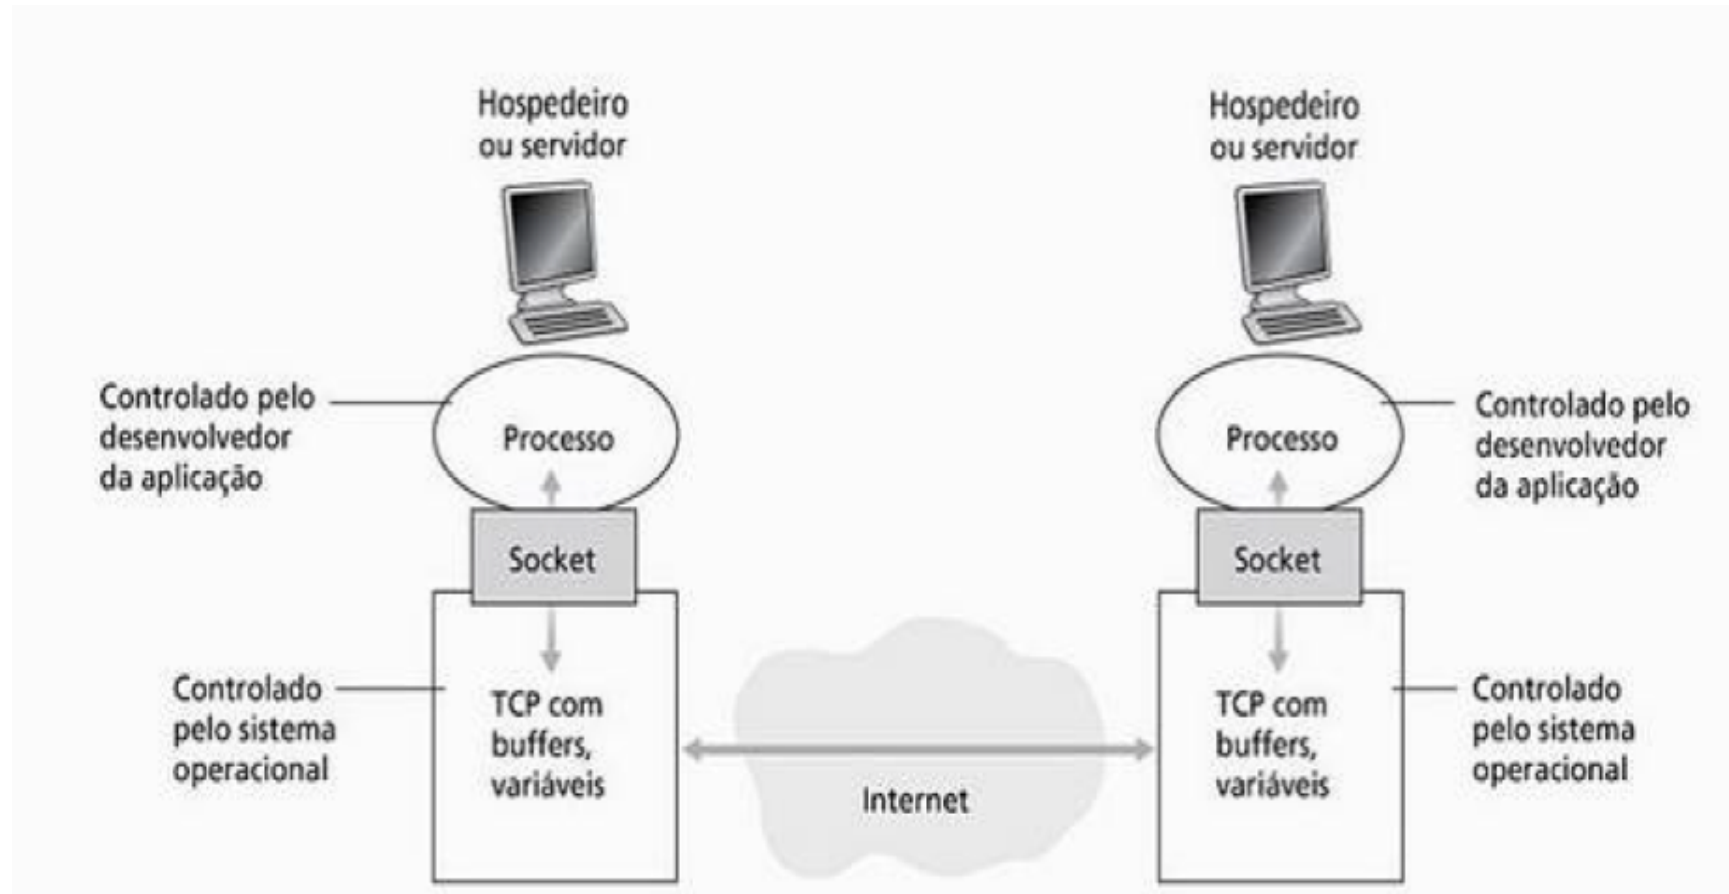 Hospedeiro
ou servidor
Hospedeiro
ou servidor
Controlado pelo
desenvolvedor
da aplicação
Processo
Processo
Controlado pelo
desenvolvedor
da aplicação
Socket
Socket
Controlado
pelo sistema
operacional
TCP com
buffers,
variáveis
Internet
TCP com
buffers,
variáveis
Controlado
pelo sistema
operacional